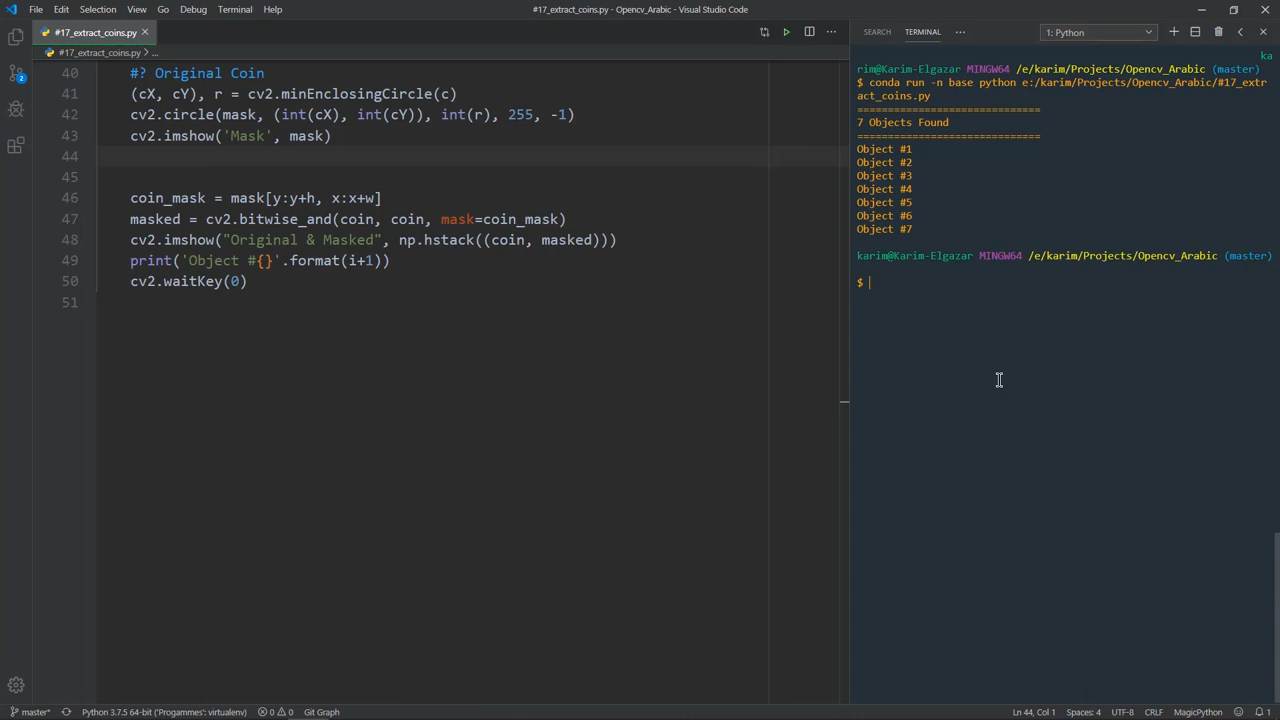 File Edit Selection View Go Debug Terminal Help
#17_extract_coins.py - Opencv_Arabic - Visual Studio Code
#17_extract_coins.py
#17_extract_coins.py > ...
40 #? Original Coin
41 (cX, cY), r = cv2.minEnclosingCircle(c)
42 cv2.circle(mask, (int(cX), int(cY)), int(r), 255, -1)
43 cv2.imshow('Mask', mask)
44
45
46 coin_mask = mask[y:y+h, x:x+w]
47 masked = cv2.bitwise_and(coin, coin, mask=coin_mask)
48 cv2.imshow("Original & Masked", np.hstack((coin, masked)))
49 print('Object #{}'.format(i+1))
50 cv2.waitKey(0)
51
SEARCH TERMINAL ... 1: Python
ka
rim@Karim-Elgazar MINGW64 /e/karim/Projects/Opencv_Arabic (master)
$ conda run -n base python e:/karim/Projects/Opencv_Arabic/#17_extr
act_coins.py
==============================
7 Objects Found
==============================
Object #1
Object #2
Object #3
Object #4
Object #5
Object #6
Object #7
karim@Karim-Elgazar MINGW64 /e/karim/Projects/Opencv_Arabic (master)
$
2
master* Python 3.7.5 64-bit ('Progammes': virtualenv) 0 0 Git Graph Ln 44, Col 1 Spaces: 4 UTF-8 CRLF MagicPython 1